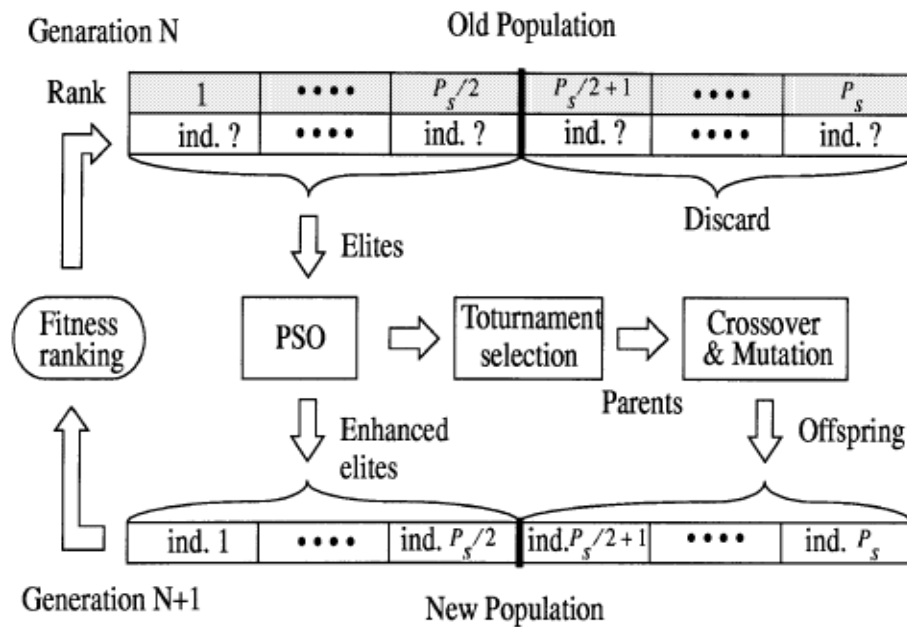 Genaration N
Old Population
Rank 1 •••• P_s/2 P_s/2+1 •••• P_s
ind. ? •••• ind. ? ind. ? •••• ind. ?
Discard
Elites
Fitness
ranking
PSO
Toturnament
selection
Crossover
& Mutation
Parents
Enhanced
elites
Offspring
ind. 1 •••• ind. P_s/2 ind.P_s/2+1 •••• ind. P_s
Generation N+1
New Population